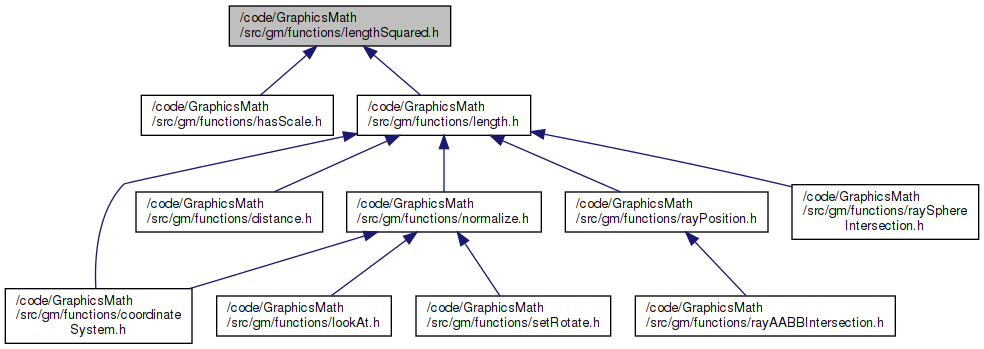 /code/GraphicsMath
/src/gm/functions/lengthSquared.h
/code/GraphicsMath
/src/gm/functions/hasScale.h
/code/GraphicsMath
/src/gm/functions/length.h
/code/GraphicsMath
/src/gm/functions/distance.h
/code/GraphicsMath
/src/gm/functions/normalize.h
/code/GraphicsMath
/src/gm/functions/rayPosition.h
/code/GraphicsMath
/src/gm/functions/raySphere
Intersection.h
/code/GraphicsMath
/src/gm/functions/coordinate
System.h
/code/GraphicsMath
/src/gm/functions/lookAt.h
/code/GraphicsMath
/src/gm/functions/setRotate.h
/code/GraphicsMath
/src/gm/functions/rayAABBIntersection.h